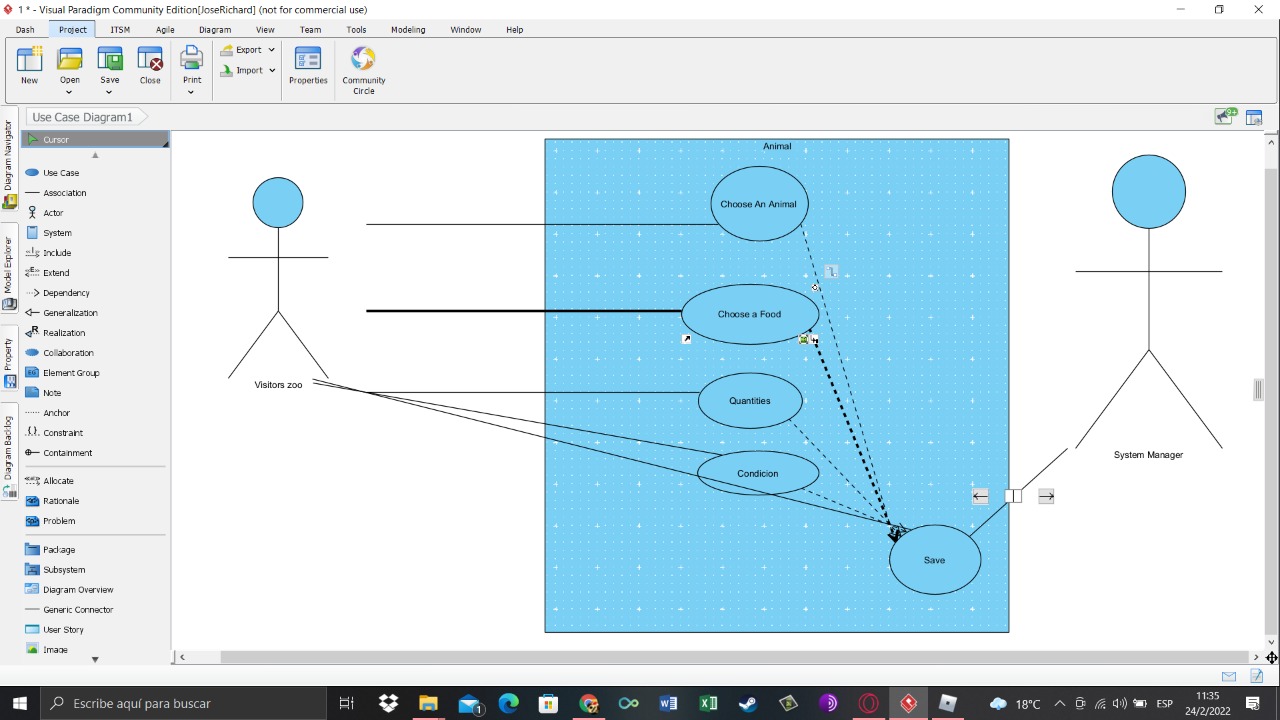 1 * - Visual Paradigm Community Edition[JoseRichard] (not for commercial use)
Dash Project ITSM Agile Diagram View Team Tools Modeling Window Help
New Open Save Close Print Export Import Properties Community Circle
Use Case Diagram1
9+
Diagram Navigator
Model Explorer
Property
Diagram Backlog
Cursor
Use Case
Association
Actor
System
Include
Extend
Dependency
Generalization
Realization
Collaboration
Element Group
Note
Anchor
Constraint
Containment
Allocate
Rationale
Problem
Package
Subsystem
Diagram Overview
Generic Connector
User Story
Image
Animal
Choose An Animal
Choose a Food
Quantities
Condicion
Save
Visitors zoo
System Manager
Escribe aquí para buscar
1
18°C
ESP
11:35
24/2/2022